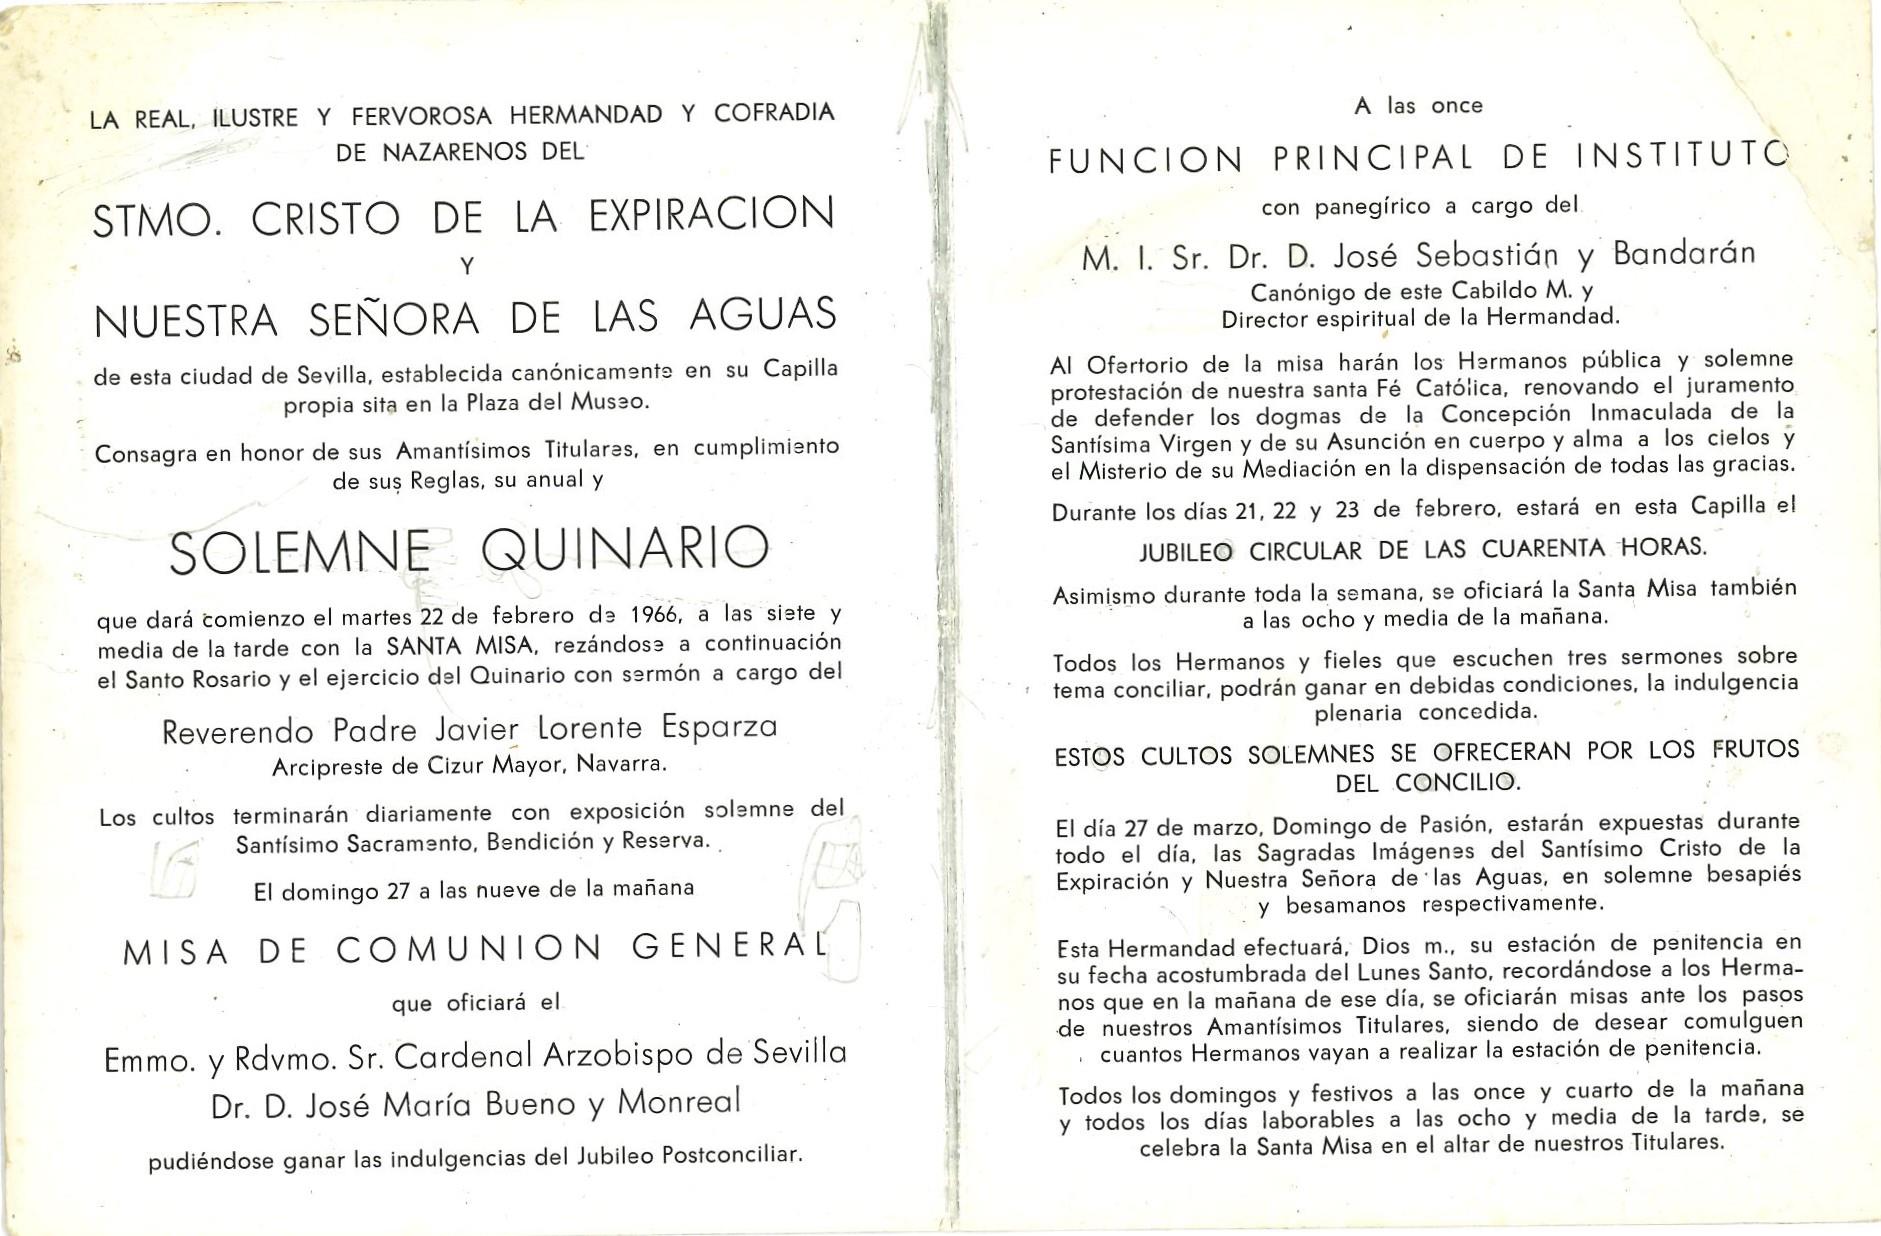 LA REAL, ILUSTRE Y FERVOROSA HERMANDAD Y COFRADIA
DE NAZARENOS DEL
STMO. CRISTO DE LA EXPIRACION
Y
NUESTRA SEÑORA DE LAS AGUAS
de esta ciudad de Sevilla, establecida canónicamente en su Capilla
propia sita en la Plaza del Museo.
Consagra en honor de sus Amantísimos Titulares, en cumplimiento
de sus Reglas, su anual y
SOLEMNE QUINARIO
que dará comienzo el martes 22 de febrero de 1966, a las siete y
media de la tarde con la SANTA MISA, rezándose a continuación
el Santo Rosario y el ejercicio del Quinario con sermón a cargo del
Reverendo Padre Javier Lorente Esparza
Arcipreste de Cizur Mayor, Navarra.
Los cultos terminarán diariamente con exposición solemne del
Santísimo Sacramento, Bendición y Reserva.
El domingo 27 a las nueve de la mañana
MISA DE COMUNION GENERAL
que oficiará el
Emmo. y Rdvmo. Sr. Cardenal Arzobispo de Sevilla
Dr. D. José María Bueno y Monreal
pudiéndose ganar las indulgencias del Jubileo Postconciliar.
A las once
FUNCION PRINCIPAL DE INSTITUTO
con panegírico a cargo del
M. I. Sr. Dr. D. José Sebastián y Bandarán
Canónigo de este Cabildo M. y
Director espiritual de la Hermandad.
Al Ofertorio de la misa harán los Hermanos pública y solemne
protestación de nuestra santa Fé Católica, renovando el juramento
de defender los dogmas de la Concepción Inmaculada de la
Santísima Virgen y de su Asunción en cuerpo y alma a los cielos y
el Misterio de su Mediación en la dispensación de todas las gracias.
Durante los días 21, 22 y 23 de febrero, estará en esta Capilla el
JUBILEO CIRCULAR DE LAS CUARENTA HORAS.
Asimismo durante toda la semana, se oficiará la Santa Misa también
a las ocho y media de la mañana.
Todos los Hermanos y fieles que escuchen tres sermones sobre
tema conciliar, podrán ganar en debidas condiciones, la indulgencia
plenaria concedida.
ESTOS CULTOS SOLEMNES SE OFRECERAN POR LOS FRUTOS
DEL CONCILIO.
El día 27 de marzo, Domingo de Pasión, estarán expuestas durante
todo el día, las Sagradas Imágenes del Santísimo Cristo de la
Expiración y Nuestra Señora de las Aguas, en solemne besapiés
y besamanos respectivamente.
Esta Hermandad efectuará, Dios m., su estación de penitencia en
su fecha acostumbrada del Lunes Santo, recordándose a los Herma-
nos que en la mañana de ese día, se oficiarán misas ante los pasos
de nuestros Amantísimos Titulares, siendo de desear comulguen
cuantos Hermanos vayan a realizar la estación de penitencia.
Todos los domingos y festivos a las once y cuarto de la mañana
y todos los días laborables a las ocho y media de la tarde, se
celebra la Santa Misa en el altar de nuestros Titulares.